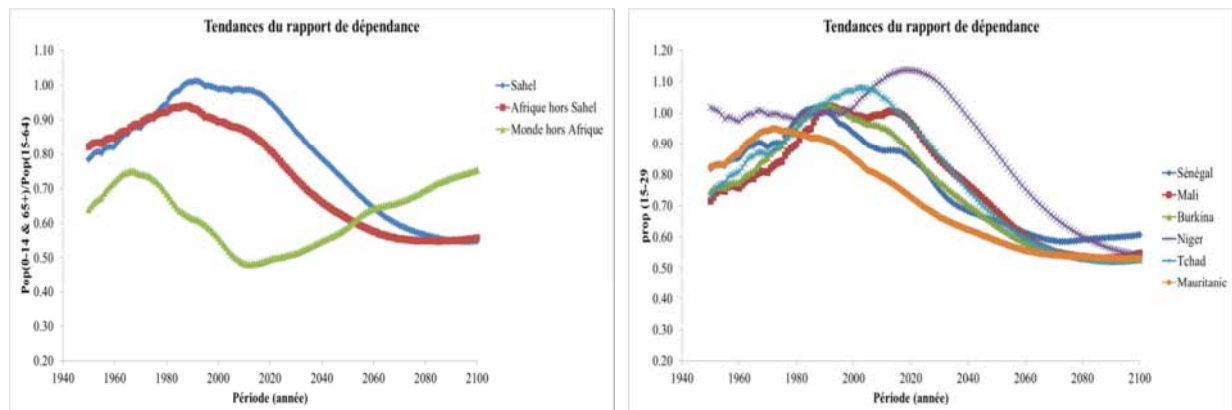 Tendances du rapport de dépendance
Pop(0-14 & 65+)/Pop(15-64)
1.10
1.00
0.90
0.80
0.70
0.60
0.50
0.40
0.30
0.20
1940 1960 1980 2000 2020 2040 2060 2080 2100
Période (année)
Sahel
Afrique hors Sahel
Monde hors Afrique
Tendances du rapport de dépendance
prop (15-29
1.20
1.10
1.00
0.90
0.80
0.70
0.60
0.50
0.40
0.30
0.20
1940 1960 1980 2000 2020 2040 2060 2080 2100
Période (année)
Sénégal
Mali
Burkina
Niger
Tchad
Mauritanie